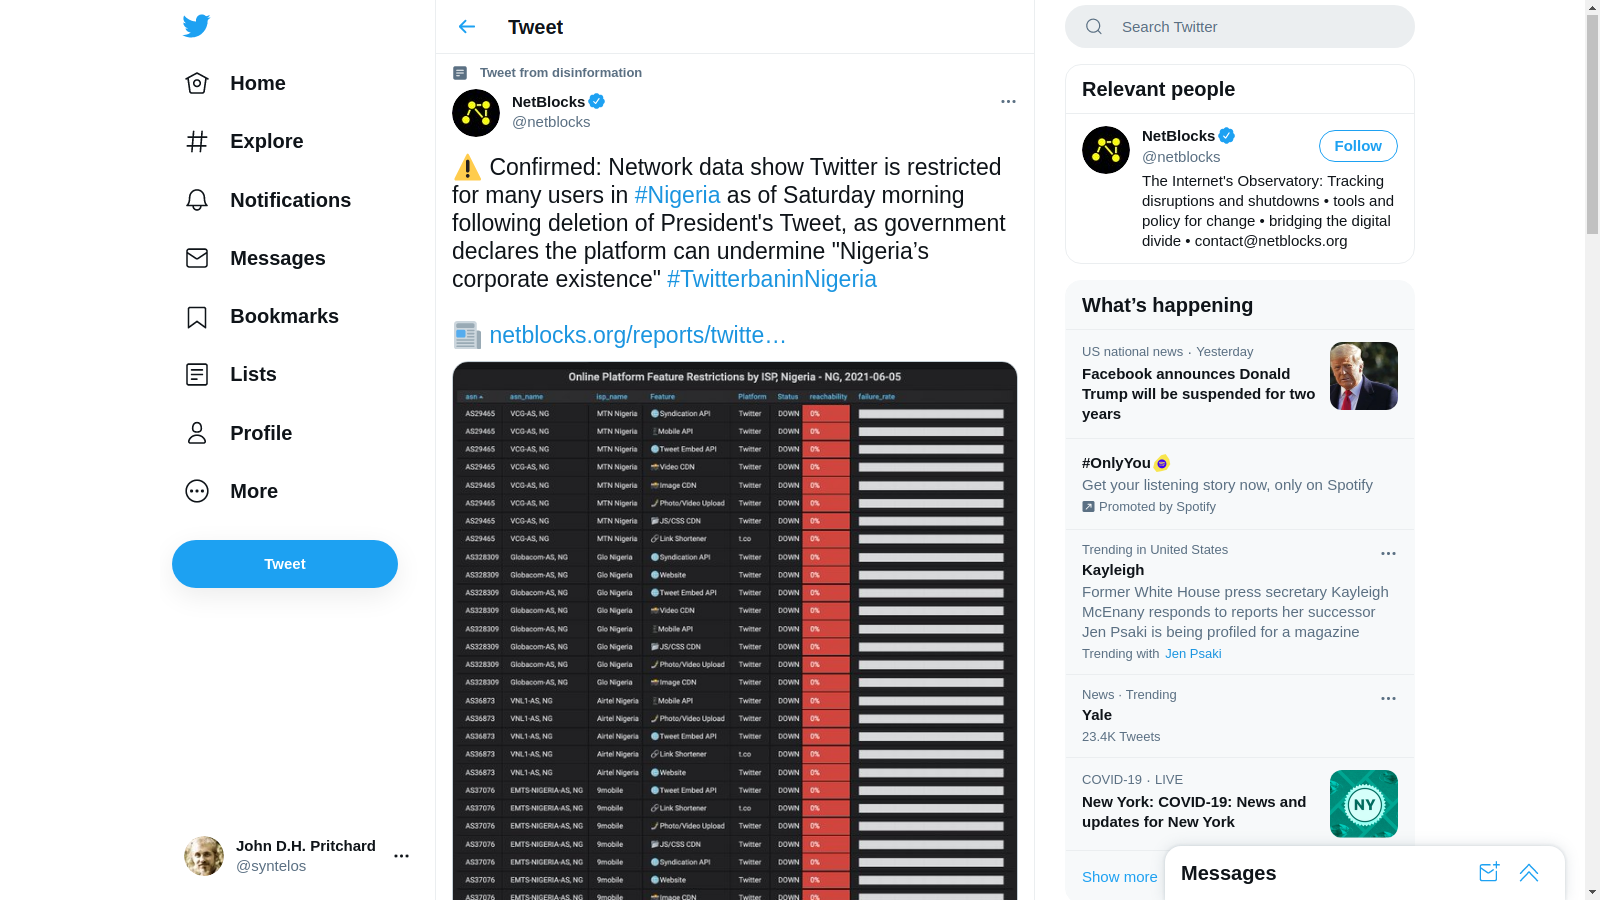 Home
Explore
Notifications
Messages
Bookmarks
Lists
Profile
More
Tweet
John D.H. Pritchard
@syntelos
Tweet
Tweet from disinformation
NetBlocks
@netblocks
⚠️ Confirmed: Network data show Twitter is restricted
for many users in #Nigeria as of Saturday morning
following deletion of President's Tweet, as government
declares the platform can undermine "Nigeria’s
corporate existence" #TwitterbaninNigeria
netblocks.org/reports/twitte…
Online Platform Feature Restrictions by ISP, Nigeria - NG, 2021-06-05
asn asn_name isp_name Feature Platform Status reachability failure_rate
AS29465 VCG-AS, NG MTN Nigeria Syndication API Twitter DOWN 0%
AS29465 VCG-AS, NG MTN Nigeria Mobile API Twitter DOWN 0%
AS29465 VCG-AS, NG MTN Nigeria Tweet Embed API Twitter DOWN 0%
AS29465 VCG-AS, NG MTN Nigeria Video CDN Twitter DOWN 0%
AS29465 VCG-AS, NG MTN Nigeria Image CDN Twitter DOWN 0%
AS29465 VCG-AS, NG MTN Nigeria Photo/Video Upload Twitter DOWN 0%
AS29465 VCG-AS, NG MTN Nigeria JS/CSS CDN Twitter DOWN 0%
AS29465 VCG-AS, NG MTN Nigeria Link Shortener t.co DOWN 0%
AS328309 Globacom-AS, NG Glo Nigeria Syndication API Twitter DOWN 0%
AS328309 Globacom-AS, NG Glo Nigeria Website Twitter DOWN 0%
AS328309 Globacom-AS, NG Glo Nigeria Tweet Embed API Twitter DOWN 0%
AS328309 Globacom-AS, NG Glo Nigeria Video CDN Twitter DOWN 0%
AS328309 Globacom-AS, NG Glo Nigeria Mobile API Twitter DOWN 0%
AS328309 Globacom-AS, NG Glo Nigeria JS/CSS CDN Twitter DOWN 0%
AS328309 Globacom-AS, NG Glo Nigeria Photo/Video Upload Twitter DOWN 0%
AS328309 Globacom-AS, NG Glo Nigeria Image CDN Twitter DOWN 0%
AS36873 VNL1-AS, NG Airtel Nigeria Mobile API Twitter DOWN 0%
AS36873 VNL1-AS, NG Airtel Nigeria Photo/Video Upload Twitter DOWN 0%
AS36873 VNL1-AS, NG Airtel Nigeria Tweet Embed API Twitter DOWN 0%
AS36873 VNL1-AS, NG Airtel Nigeria Link Shortener t.co DOWN 0%
AS36873 VNL1-AS, NG Airtel Nigeria Website Twitter DOWN 0%
AS37076 EMTS-NIGERIA-AS, NG 9mobile Tweet Embed API Twitter DOWN 0%
AS37076 EMTS-NIGERIA-AS, NG 9mobile Link Shortener t.co DOWN 0%
AS37076 EMTS-NIGERIA-AS, NG 9mobile Photo/Video Upload Twitter DOWN 0%
AS37076 EMTS-NIGERIA-AS, NG 9mobile JS/CSS CDN Twitter DOWN 0%
AS37076 EMTS-NIGERIA-AS, NG 9mobile Syndication API Twitter DOWN 0%
AS37076 EMTS-NIGERIA-AS, NG 9mobile Website Twitter DOWN 0%
AS37076 EMTS-NIGERIA-AS, NG 9mobile Image CDN Twitter DOWN 0%
Search Twitter
Relevant people
NetBlocks
@netblocks
Follow
The Internet's Observatory: Tracking
disruptions and shutdowns • tools and
policy for change • bridging the digital
divide • contact@netblocks.org
What’s happening
US national news · Yesterday
Facebook announces Donald
Trump will be suspended for two
years
#OnlyYou
Get your listening story now, only on Spotify
Promoted by Spotify
Trending in United States
Kayleigh
Former White House press secretary Kayleigh
McEnany responds to reports her successor
Jen Psaki is being profiled for a magazine
Trending with Jen Psaki
News · Trending
Yale
23.4K Tweets
COVID-19 · LIVE
New York: COVID-19: News and
updates for New York
NY
Show more
Messages